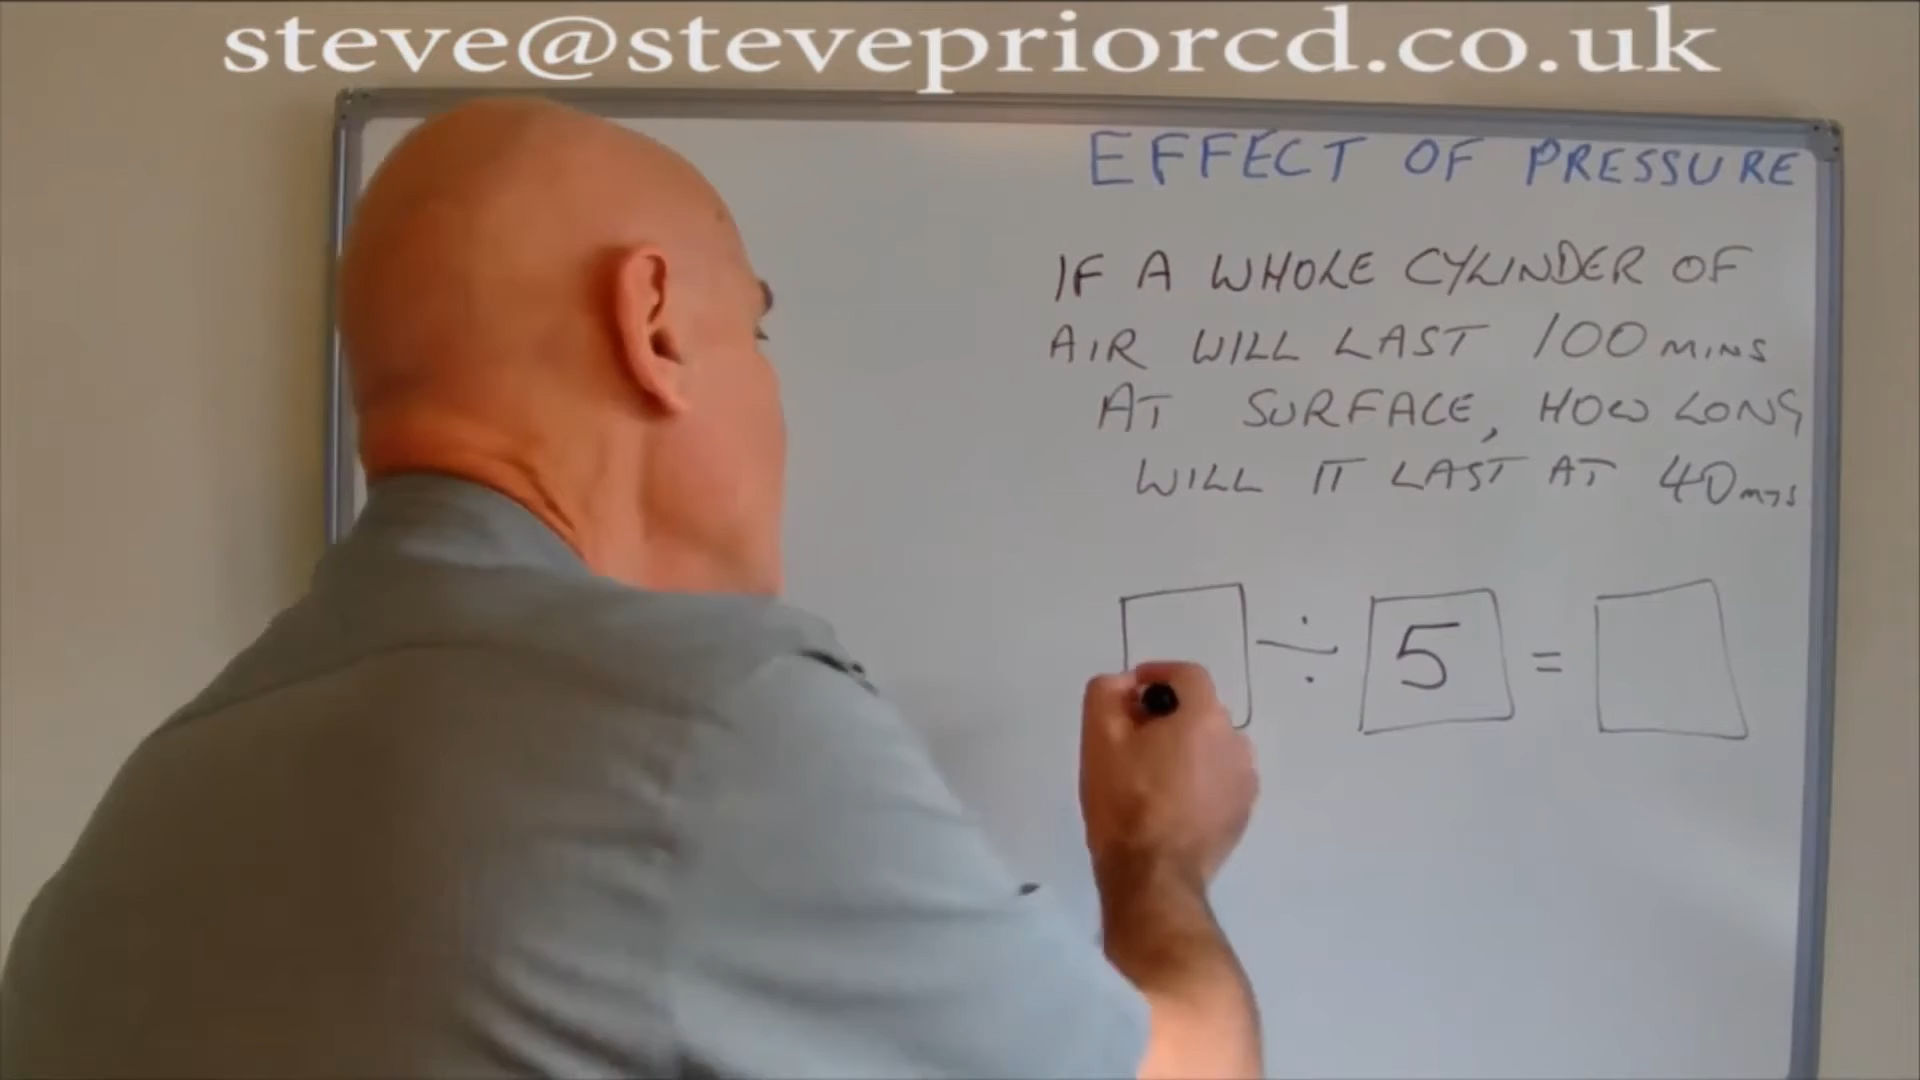 steve@stevepriorcd.co.uk
EFFECT OF PRESSURE
IF A WHOLE CYLINDER OF
AIR WILL LAST 100 MINS
AT SURFACE, HOW LONG
WILL IT LAST AT 40 MTS
÷ 5 =